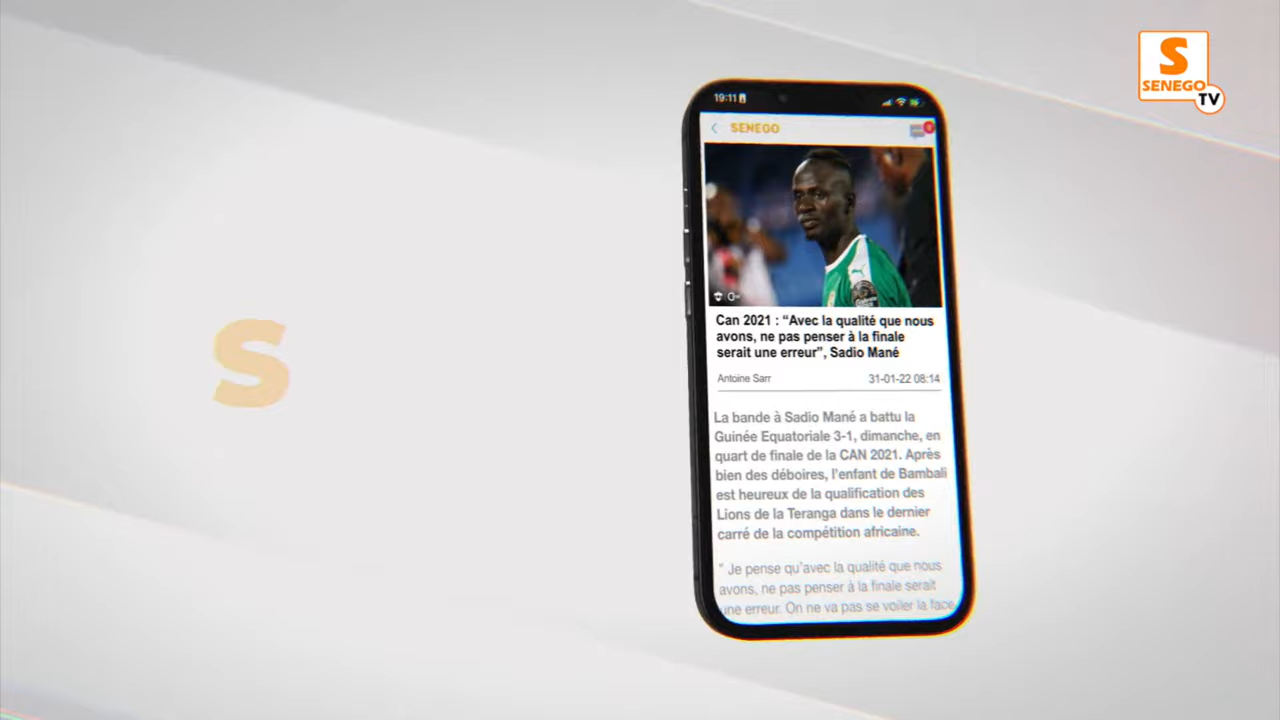 S
SENEGO
TV
19:11
SENEGO
Can 2021 : “Avec la qualité que nous
avons, ne pas penser à la finale
serait une erreur”, Sadio Mané
Antoine Sarr
31-01-22 08:14
La bande à Sadio Mané a battu la
Guinée Equatoriale 3-1, dimanche, en
quart de finale de la CAN 2021. Après
bien des déboires, l’enfant de Bambali
est heureux de la qualification des
Lions de la Teranga dans le dernier
carré de la compétition africaine.
" Je pense qu’avec la qualité que nous
avons, ne pas penser à la finale serait
une erreur. On ne va pas se voiler la face
S